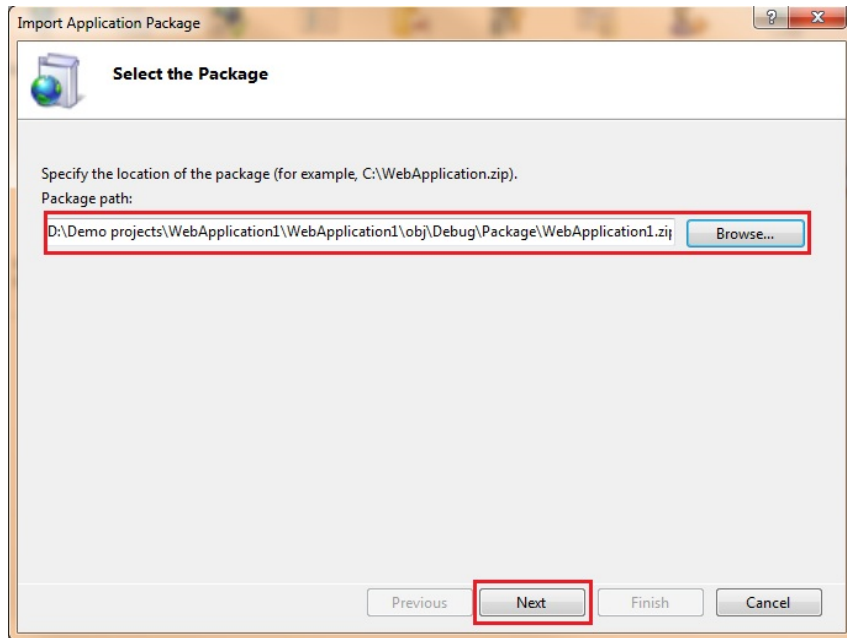 Import Application Package
Select the Package
Specify the location of the package (for example, C:\WebApplication.zip).
Package path:
D:\Demo projects\WebApplication1\WebApplication1\obj\Debug\Package\WebApplication1.zip Browse...
Previous Next Finish Cancel